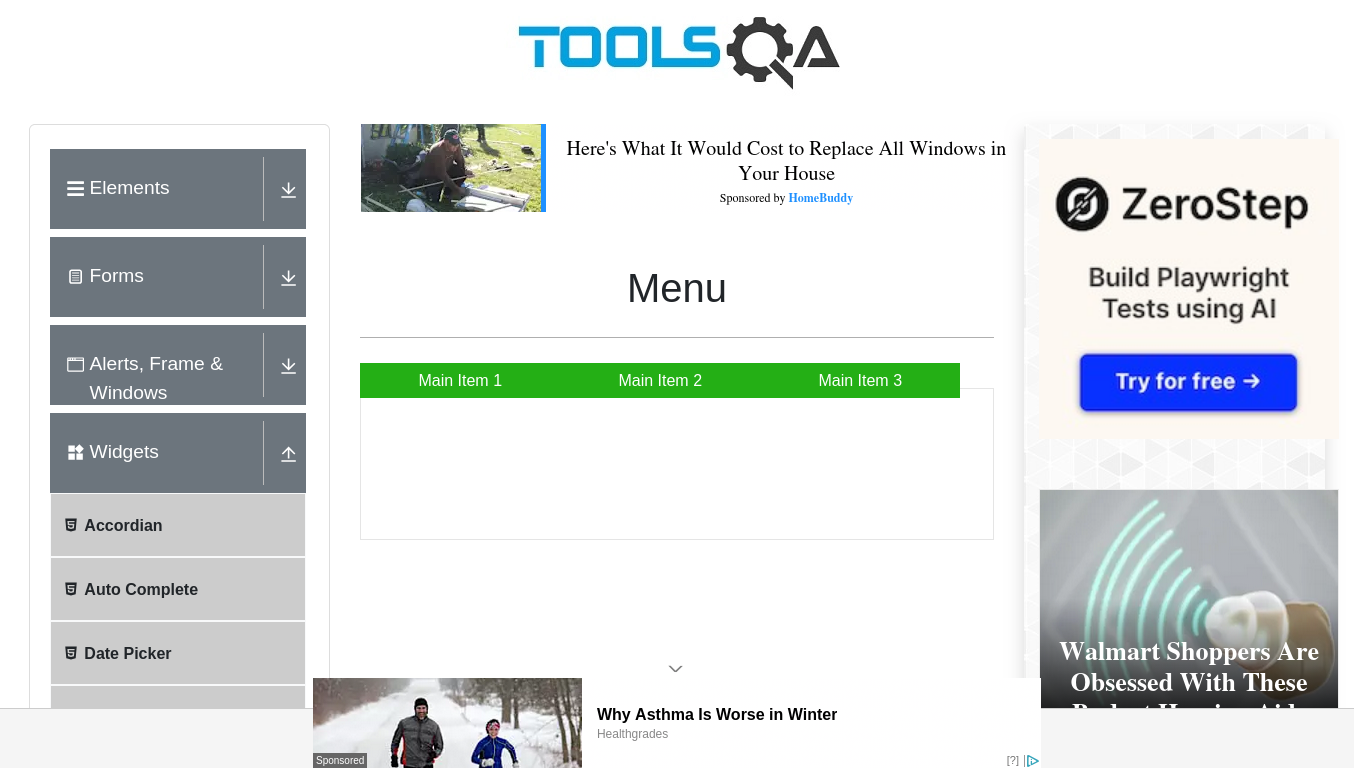 TOOLSQA
Elements
Forms
Alerts, Frame &
Windows
Widgets
Accordian
Auto Complete
Date Picker
Here's What It Would Cost to Replace All Windows in
Your House
Sponsored by HomeBuddy
Menu
Main Item 1
Main Item 2
Main Item 3
ZeroStep
Build Playwright
Tests using AI
Try for free →
Walmart Shoppers Are
Obsessed With These
Why Asthma Is Worse in Winter
Healthgrades
Sponsored
[?]